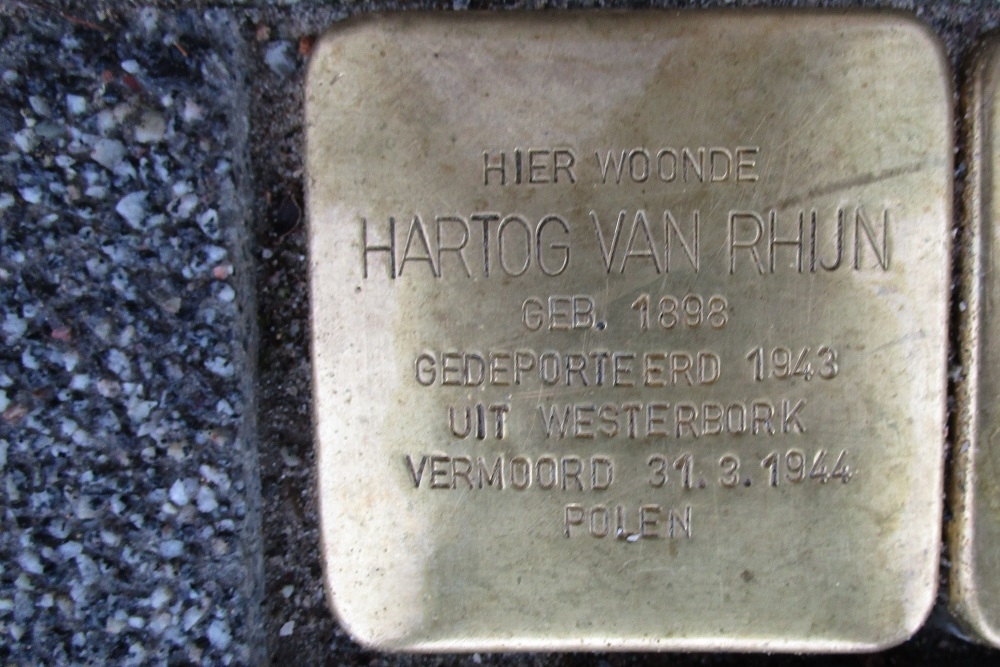 HIER WOONDE
HARTOG VAN RHIJN
GEB. 1898
GEDEPORTEERD 1943
UIT WESTERBORK
VERMOORD 31.3.1944
POLEN